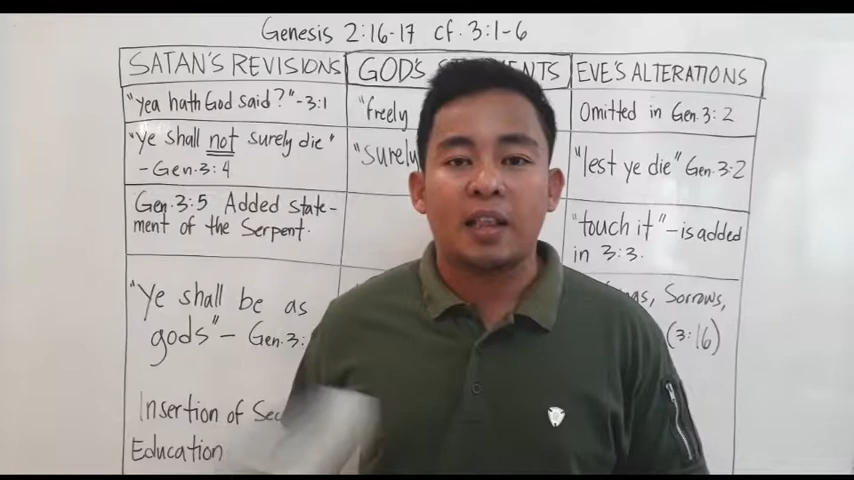 Genesis 2:16-17 cf. 3:1-6
SATAN'S REVISIONS
GOD'S
EVE'S ALTERATIONS
"yea hath God said?" -3:1
"freely
Omitted in Gen. 3: 2
"Ye shall not surely die"
- Gen. 3: 4
"surely
"lest ye die" Gen. 3:2
Gen. 3:5 Added state-
ment of the Serpent.
"touch it" - is added
in 3:3.
"Ye shall be as
gods" - Gen. 3:
Sorrows,
(3:16)
Insertion of
Education